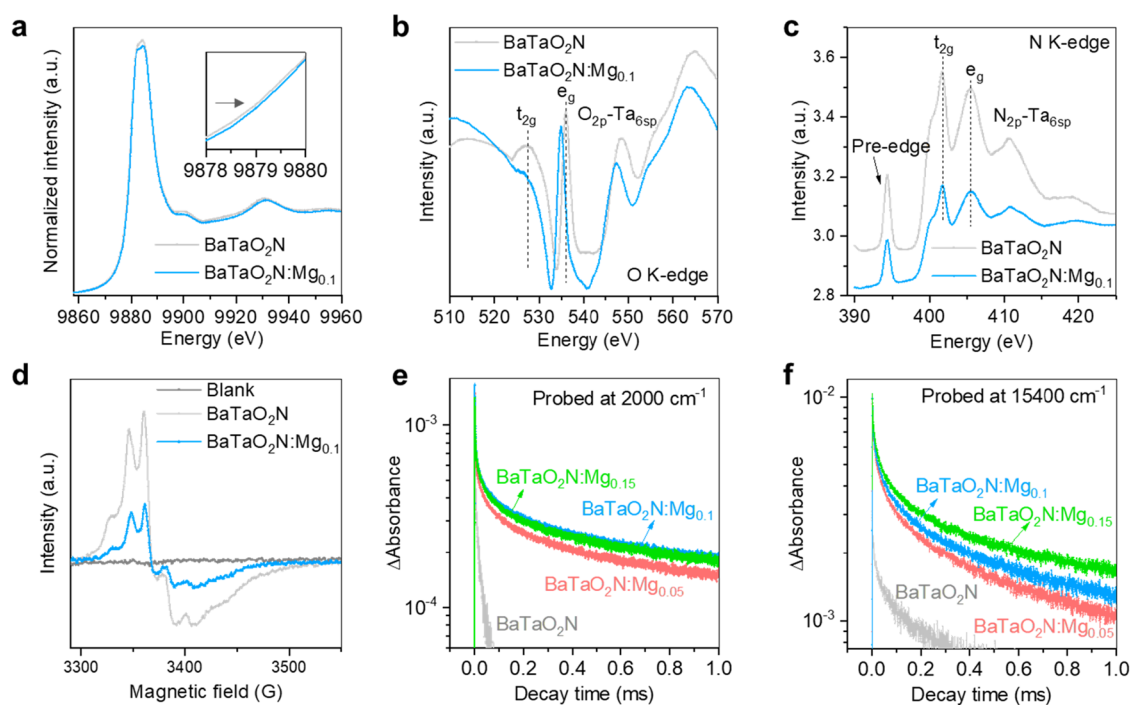 a
Normalized intensity (a.u.)
9878 9879 9880
BaTaO₂N
BaTaO₂N:Mg₀.₁
9860 9880 9900 9920 9940 9960
Energy (eV)
b
Intensity (a.u.)
BaTaO₂N
BaTaO₂N:Mg₀.₁
t₂g
eg
O₂p-Ta₆sp
O K-edge
510 520 530 540 550 560 570
Energy (eV)
c
Intensity (a.u.)
3.6
3.4
3.2
3.0
2.8
N K-edge
t₂g
eg
N₂p-Ta₆sp
Pre-edge
BaTaO₂N
BaTaO₂N:Mg₀.₁
390 400 410 420
Energy (eV)
d
Intensity (a.u.)
Blank
BaTaO₂N
BaTaO₂N:Mg₀.₁
3300 3400 3500
Magnetic field (G)
e
ΔAbsorbance
10⁻³
10⁻⁴
Probed at 2000 cm⁻¹
BaTaO₂N:Mg₀.₁₅
BaTaO₂N:Mg₀.₁
BaTaO₂N:Mg₀.₀₅
BaTaO₂N
0.0 0.2 0.4 0.6 0.8 1.0
Decay time (ms)
f
ΔAbsorbance
10⁻²
10⁻³
Probed at 15400 cm⁻¹
BaTaO₂N:Mg₀.₁
BaTaO₂N:Mg₀.₁₅
BaTaO₂N
BaTaO₂N:Mg₀.₀₅
0.0 0.2 0.4 0.6 0.8 1.0
Decay time (ms)